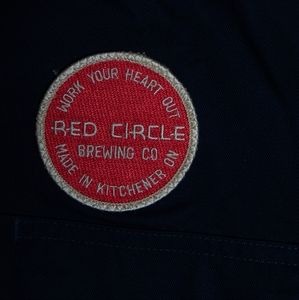 WORK YOUR HEART OUT
RED CIRCLE
BREWING CO
MADE IN KITCHENER ON